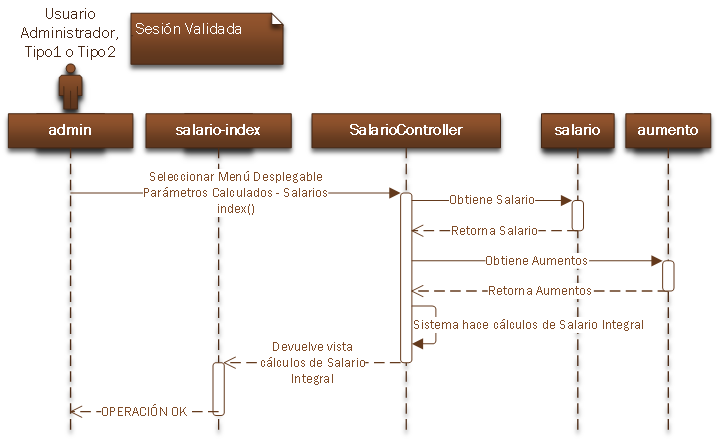 Usuario
Administrador,
Tipo1 o Tipo2
Sesión Validada
admin
salario-index
SalarioController
salario
aumento
Seleccionar Menú Desplegable
Parámetros Calculados - Salarios
index()
Obtiene Salario
Retorna Salario
Obtiene Aumentos
Retorna Aumentos
Sistema hace cálculos de Salario Integral
Devuelve vista
cálculos de Salario
Integral
OPERACIÓN OK